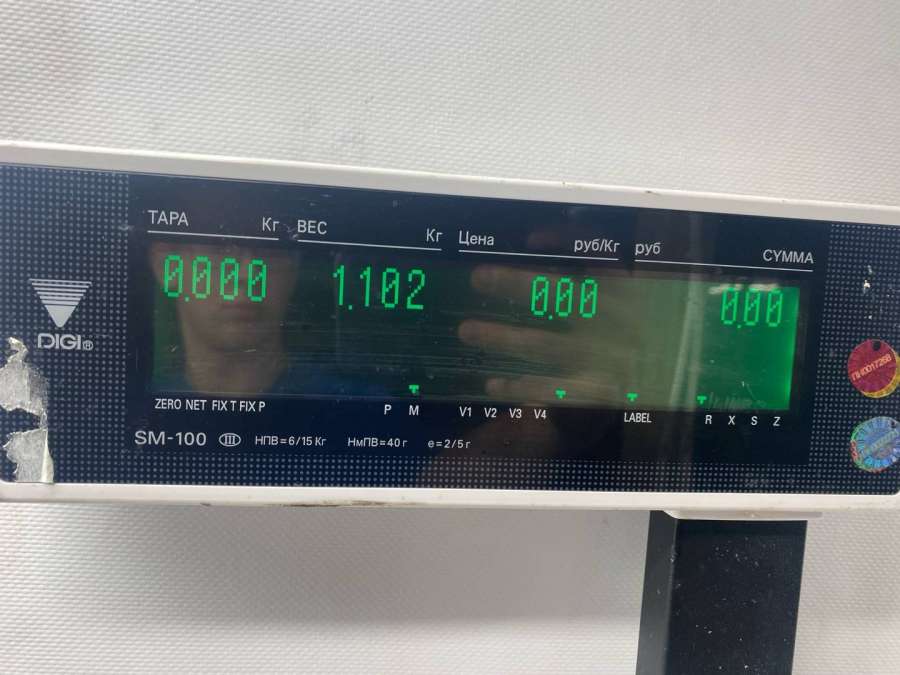 ТАРА Кг ВЕС Кг Цена руб/Кг руб СУММА
0.000 1.102 0.00 0.00
DIGI®
ZERO NET FIX T FIX P P M V1 V2 V3 V4 LABEL R X S Z
SM-100 III НПВ=6/15 Кг НмПВ=40 г e=2/5 г